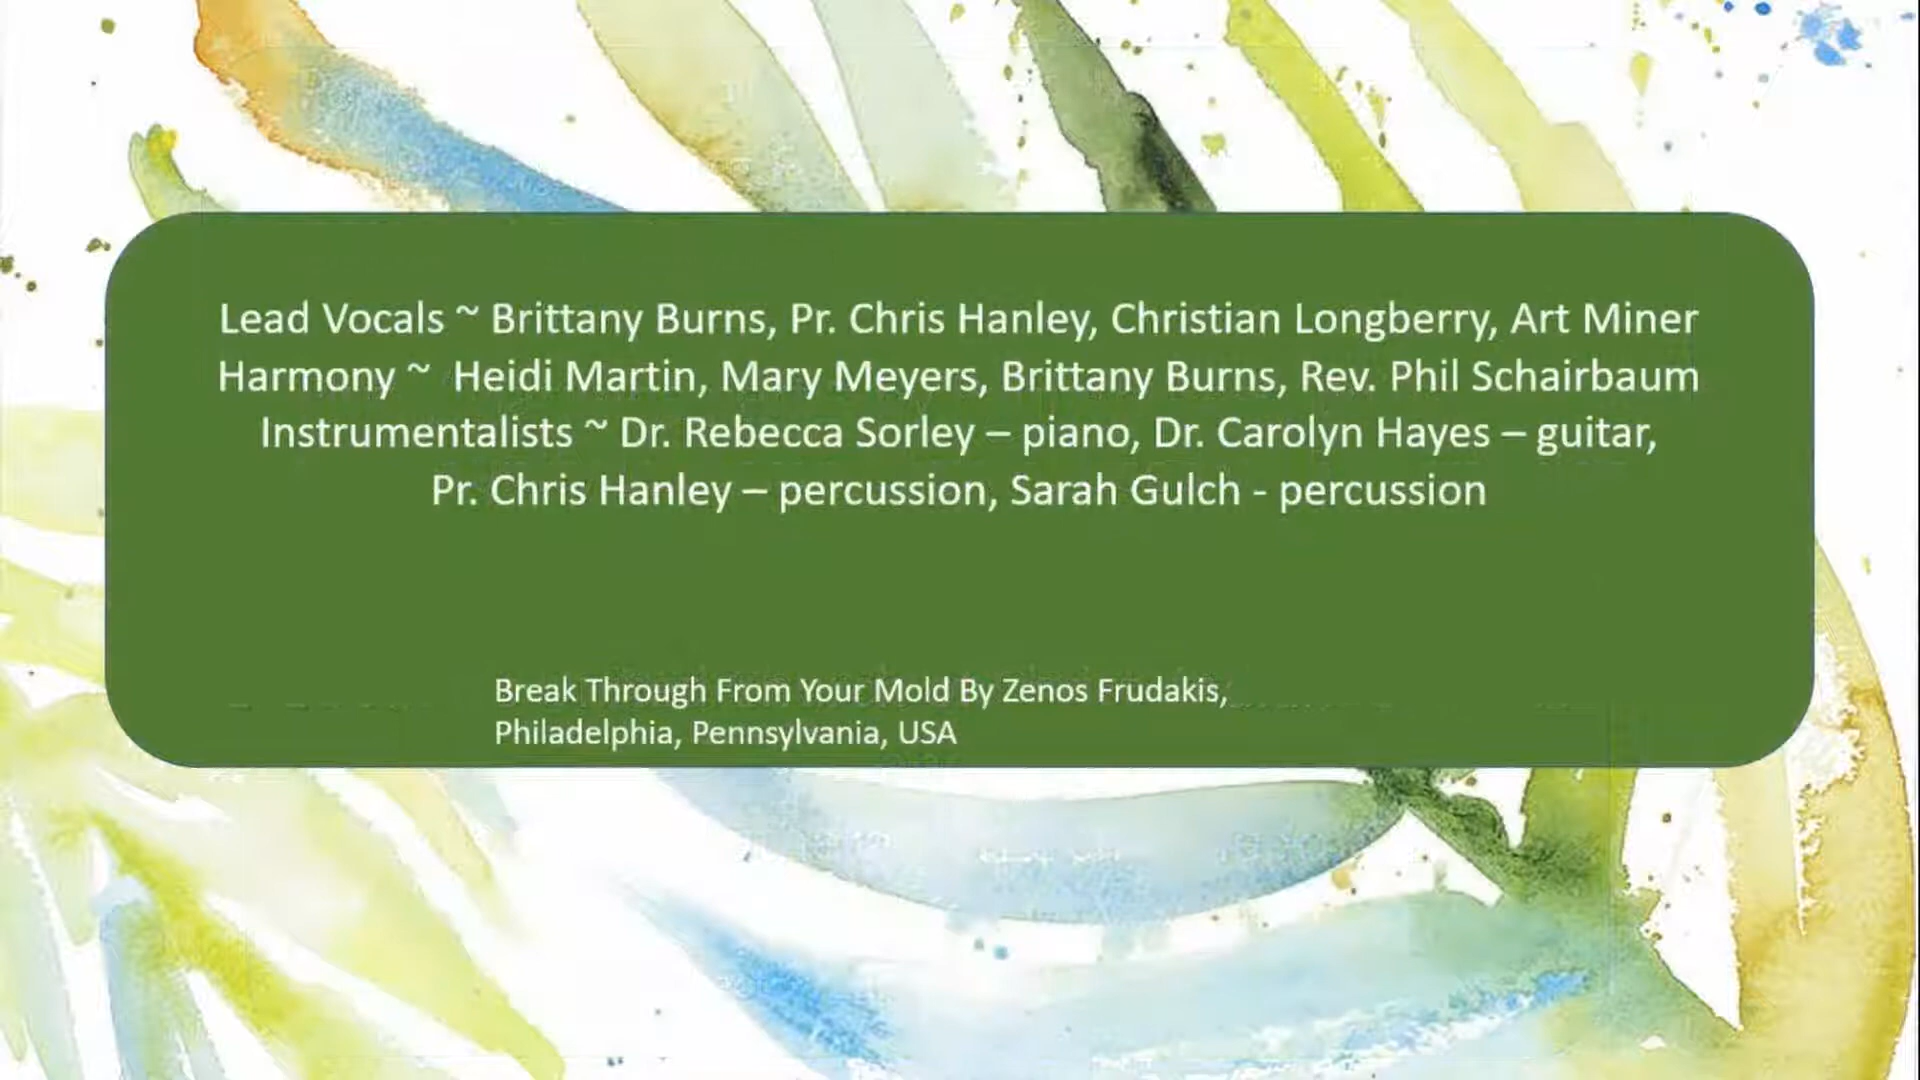 Lead Vocals ~ Brittany Burns, Pr. Chris Hanley, Christian Longberry, Art Miner
Harmony ~  Heidi Martin, Mary Meyers, Brittany Burns, Rev. Phil Schairbaum
Instrumentalists ~ Dr. Rebecca Sorley – piano, Dr. Carolyn Hayes – guitar,
Pr. Chris Hanley – percussion, Sarah Gulch - percussion
Break Through From Your Mold By Zenos Frudakis,
Philadelphia, Pennsylvania, USA